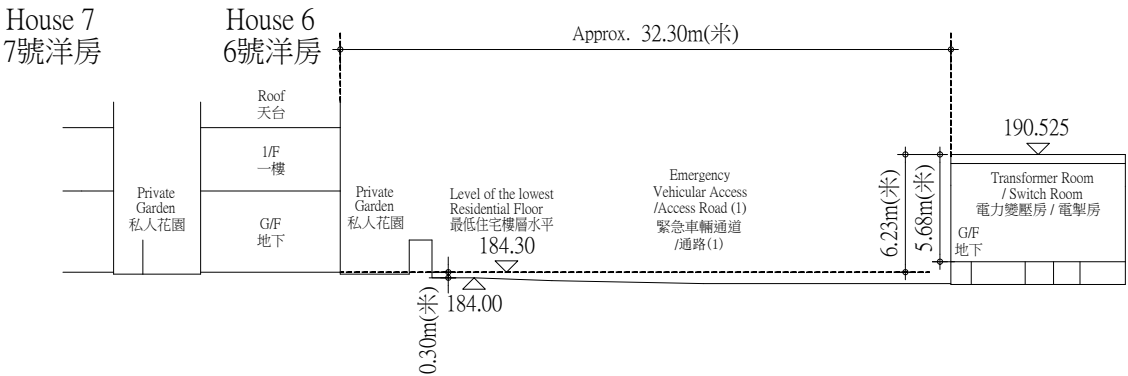 House 7
7號洋房
House 6
6號洋房
Approx. 32.30m(米)
Roof
天台
1/F
一樓
G/F
地下
Private
Garden
私人花園
Private
Garden
私人花園
Level of the lowest
Residential Floor
最低住宅樓層水平
184.30
184.00
0.30m(米)
Emergency
Vehicular Access
/Access Road (1)
緊急車輛通道
/通路(1)
6.23m(米)
5.68m(米)
190.525
Transformer Room
/ Switch Room
電力變壓房 / 電掣房
G/F
地下